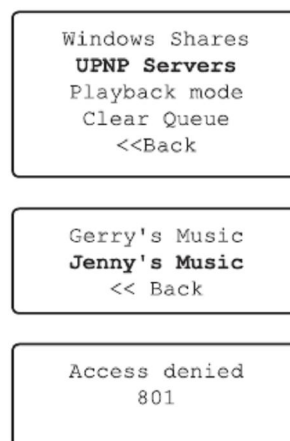 Windows Shares
UPNP Servers
Playback mode
Clear Queue
<<Back
Gerry's Music
Jenny's Music
<< Back
Access denied
801